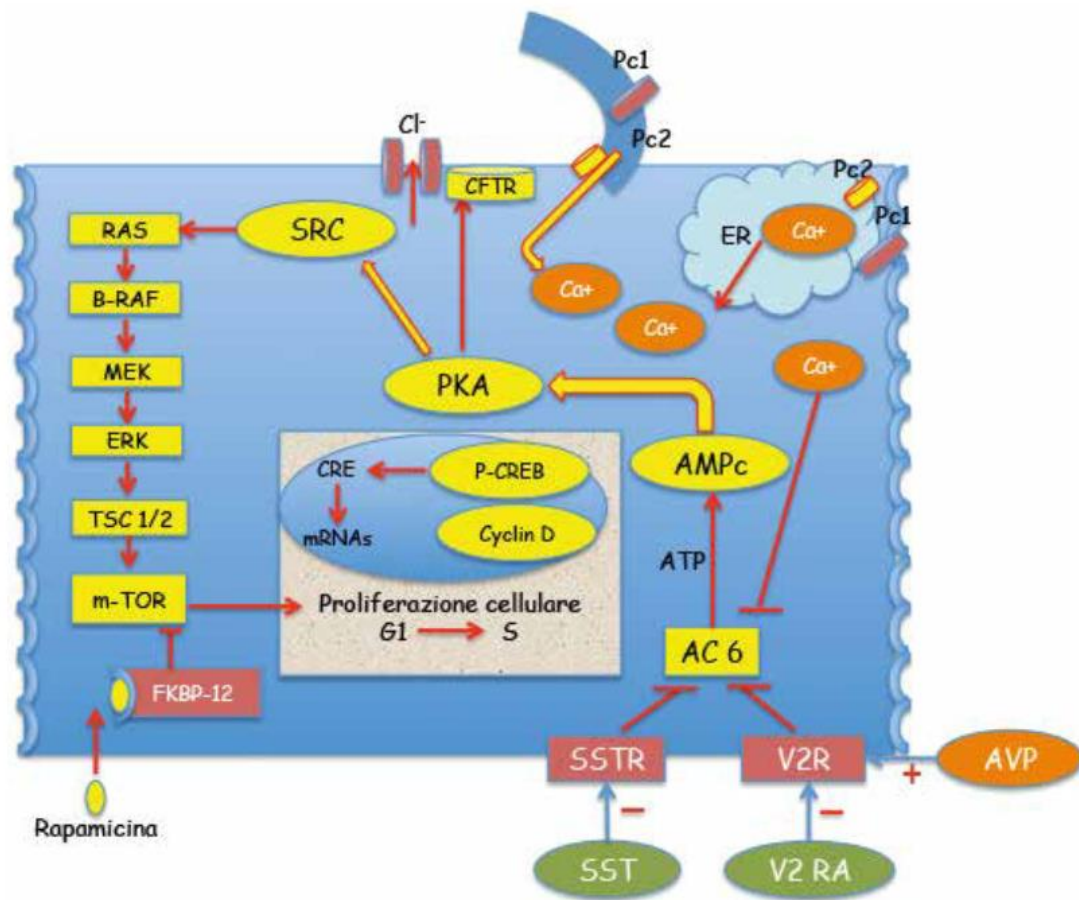 Pc1
Cl-
Pc2
CFTR
Pc2
RAS
SRC
Ca+
Pc1
ER
B-RAF
Ca+
Ca+
MEK
Ca+
PKA
ERK
CRE
P-CREB
AMPc
TSC 1/2
mRNAs
Cyclin D
ATP
m-TOR
Proliferazione cellulare
G1
S
AC 6
FKBP-12
SSTR
V2R
AVP
+
Rapamicina
−
−
SST
V2 RA